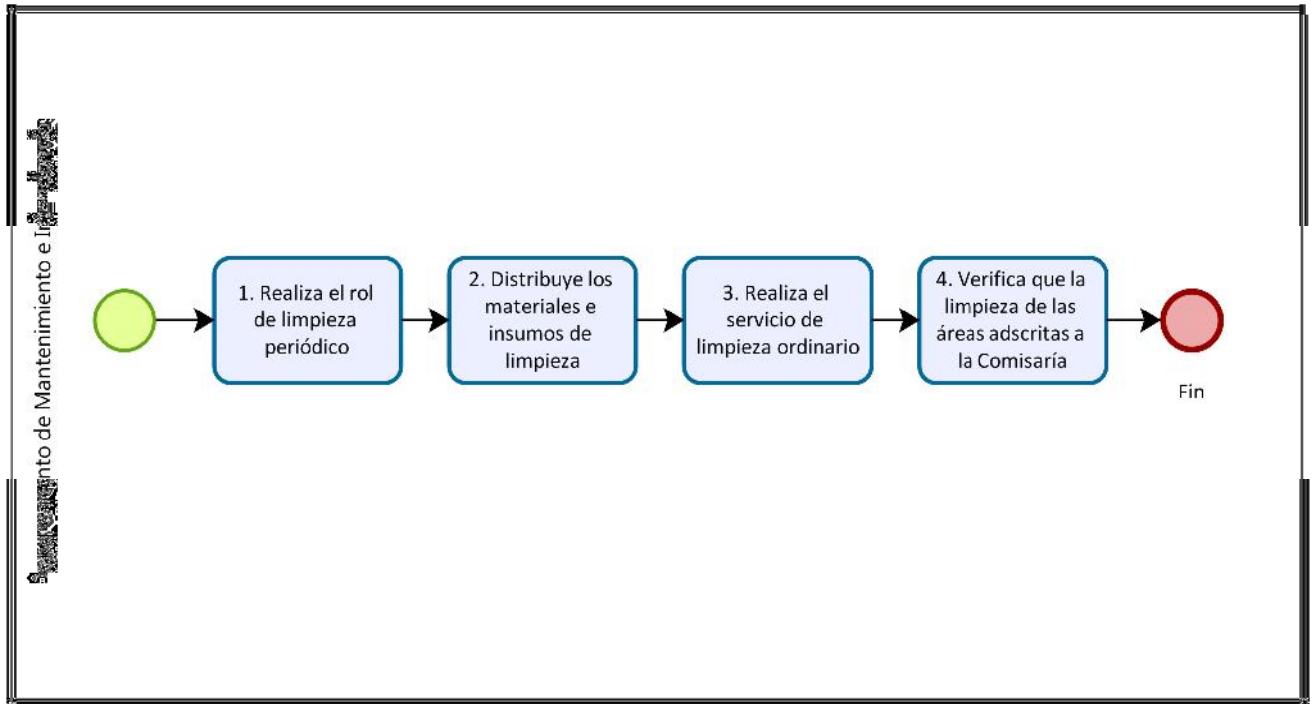 de Mantenimiento e
1. Realiza el rol
de limpieza
periódico
2. Distribuye los
materiales e
insumos de
limpieza
3. Realiza el
servicio de
limpieza ordinario
4. Verifica que la
limpieza de las
áreas adscritas a
la Comisaría
Fin